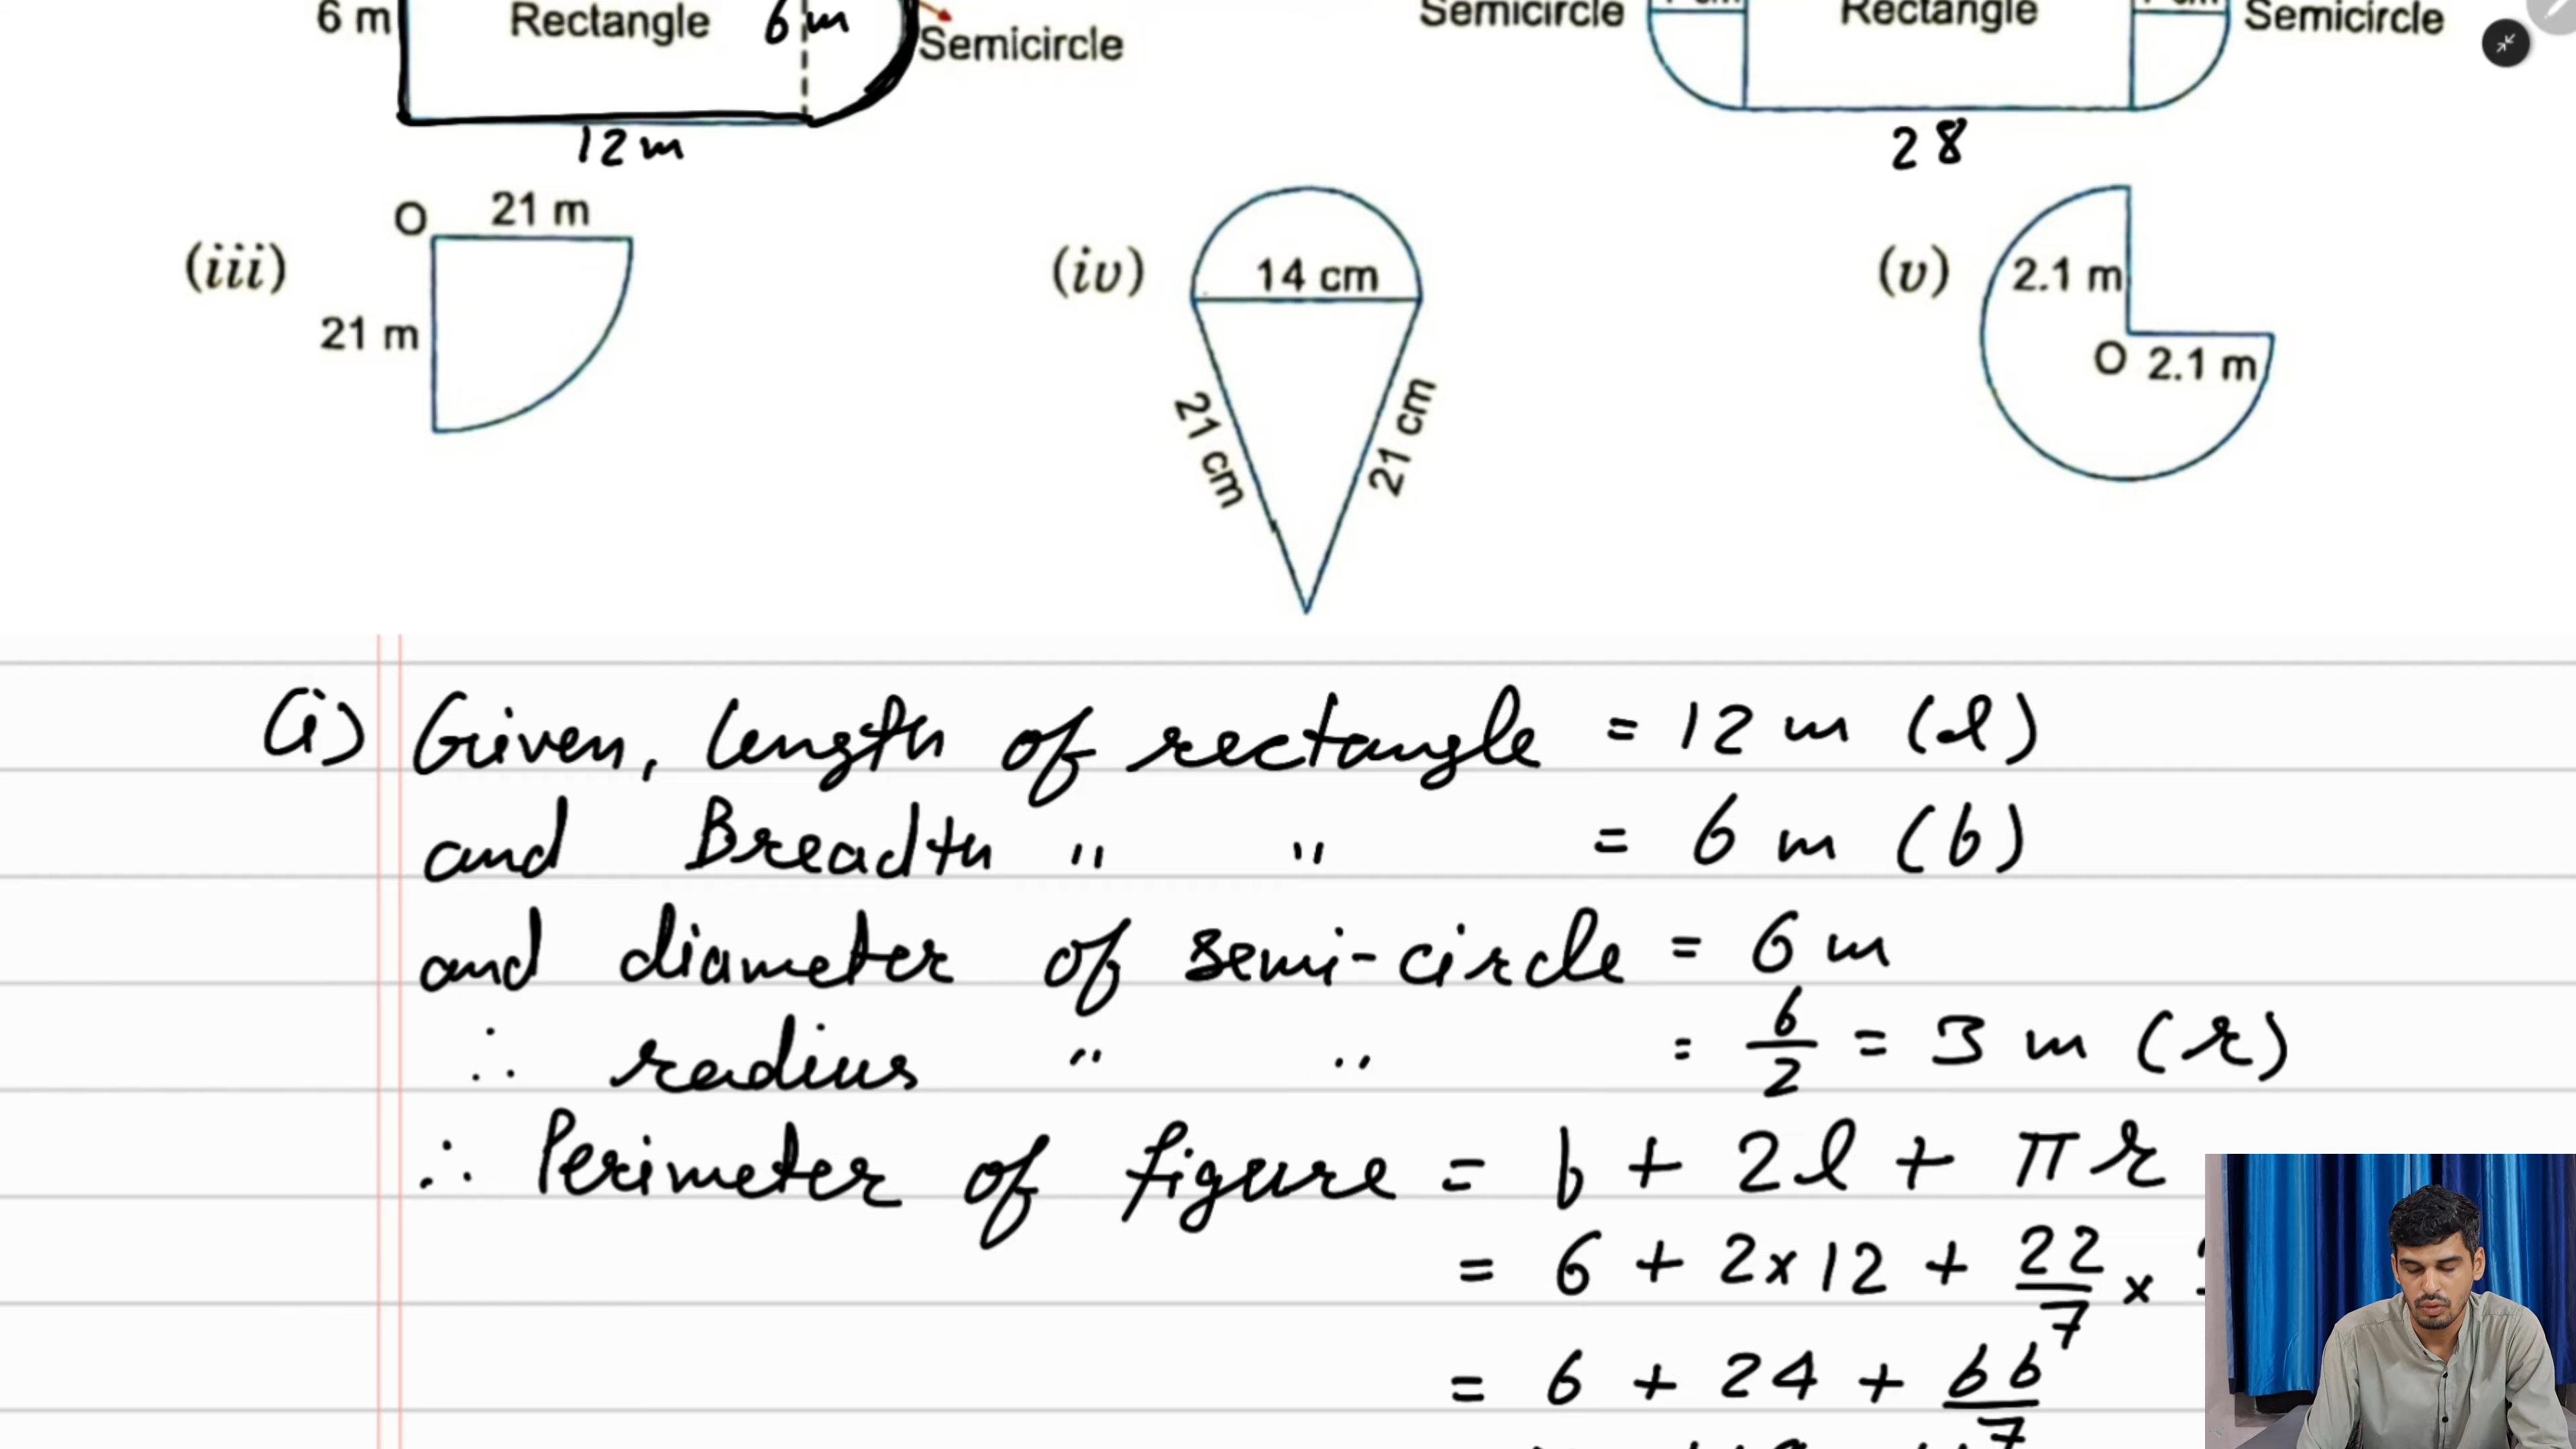 6 m Rectangle 6 m
Semicircle
12 m
Semicircle Rectangle Semicircle
28
(iii) O 21 m
21 m
(iv) 14 cm
21 cm 21 cm
(v) 2.1 m
O 2.1 m
(i) Given, length of rectangle = 12 m (l)
and Breadth " " = 6 m (b)
and diameter of semi-circle = 6 m
∴ radius " " = 6/2 = 3 m (r)
∴ Perimeter of figure = b + 2l + πr
= 6 + 2×12 + 22/7 ×
= 6 + 24 + 66/7